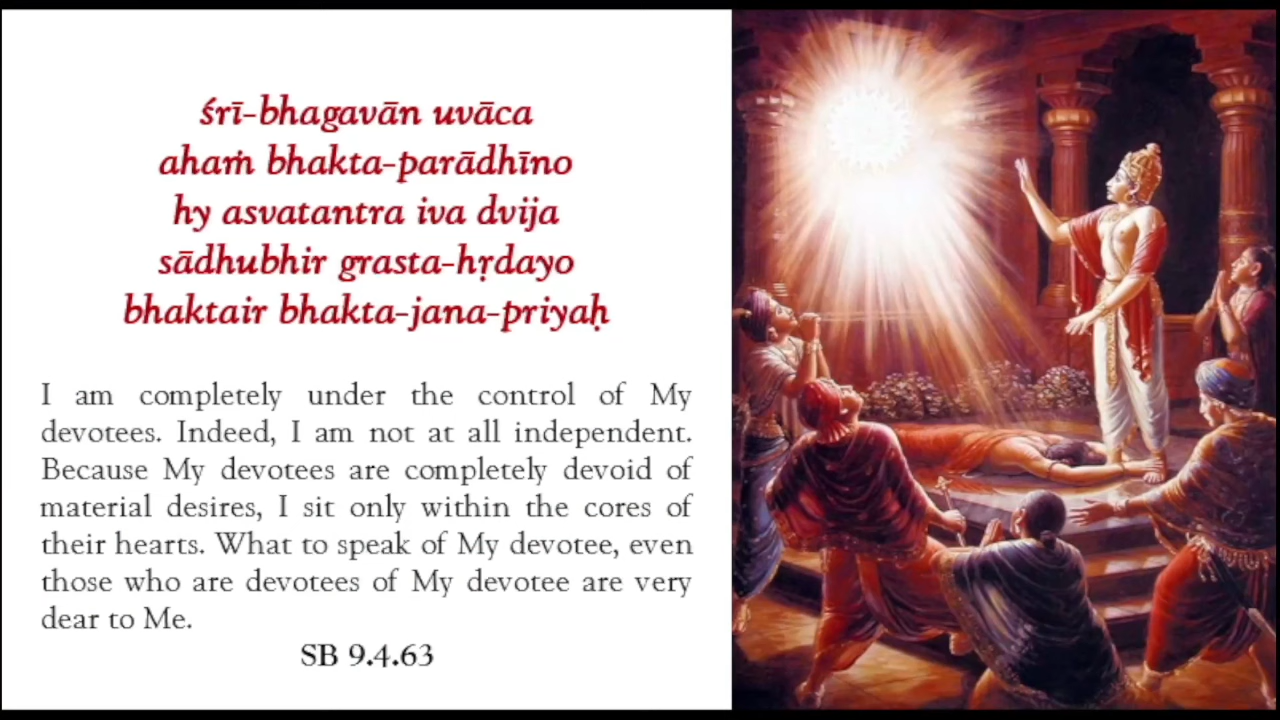 śrī-bhagavān uvāca
ahaṁ bhakta-parādhīno
hy asvatantra iva dvija
sādhubhir grasta-hṛdayo
bhaktair bhakta-jana-priyaḥ
I am completely under the control of My
devotees. Indeed, I am not at all independent.
Because My devotees are completely devoid of
material desires, I sit only within the cores of
their hearts. What to speak of My devotee, even
those who are devotees of My devotee are very
dear to Me.
SB 9.4.63